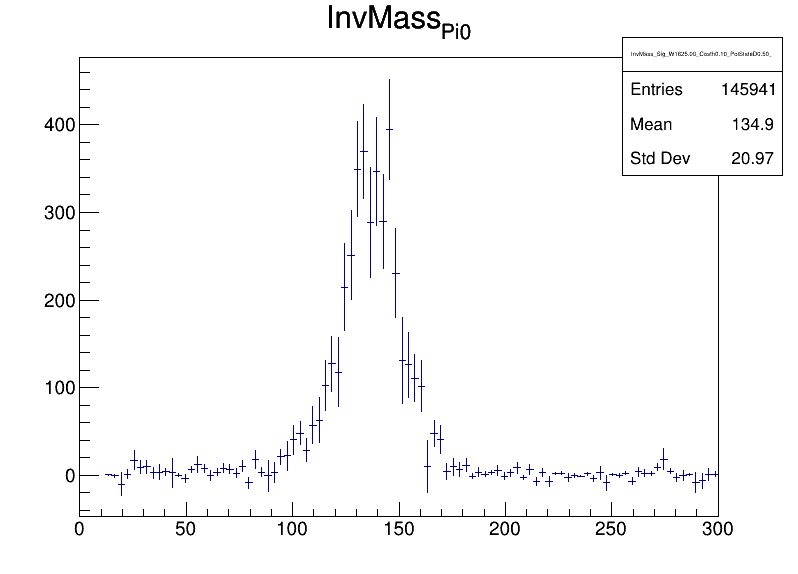 InvMass_Pi0
InvMass_Sig_W1625.00_Costh0.10_PolStateD0.50_
Entries 145941
Mean 134.9
Std Dev 20.97
400
300
200
100
0
0 50 100 150 200 250 300